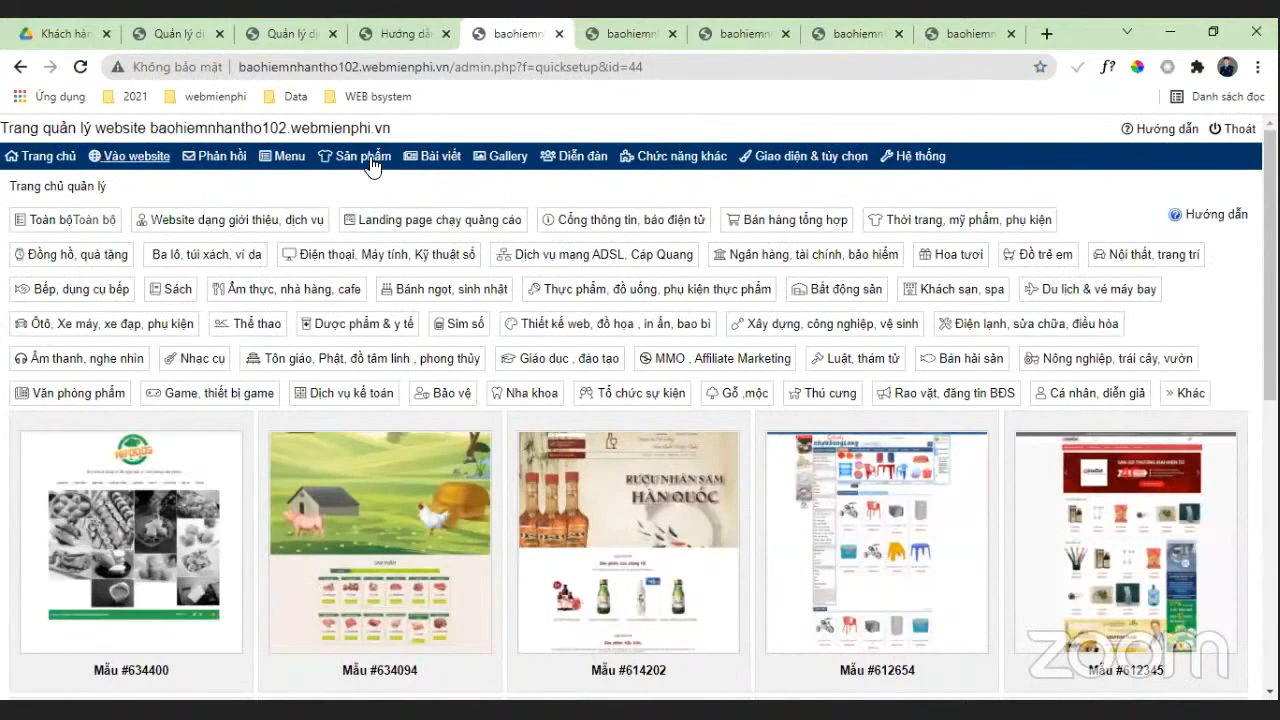 Khách hàn
Quản lý di
Quản lý dị
Hướng dẫ
baohiemn
baohiemn
baohiemn
baohiemn
baohiemn
Không bảo mật baohiemnhantho102.webmienphi.vn/admin.php?f=quicksetup&id=44
Ứng dụng 2021 webmienphi Data WEB bsystem Danh sách đọc
Trang quản lý website baohiemnhantho102.webmienphi.vn Hướng dẫn Thoát
Trang chủ Vào website Phản hồi Menu Sản phẩm Bài viết Gallery Diễn đàn Chức năng khác Giao diện & tùy chọn Hệ thống
Trang chủ quản lý
Toàn bộToàn bộ Website dạng giới thiệu, dịch vụ Landing page chạy quảng cáo Cổng thông tin, báo điện tử Bán hàng tổng hợp Thời trang, mỹ phẩm, phụ kiện Hướng dẫn
Đồng hồ, quà tặng Ba lô, túi xách, ví da Điện thoại, Máy tính, Kỹ thuật số Dịch vụ mạng ADSL, Cáp Quang Ngân hàng, tài chính, bảo hiểm Hoa tươi Đồ trẻ em Nội thất, trang trí
Bếp, dụng cụ bếp Sách Ẩm thực, nhà hàng, cafe Bánh ngọt, sinh nhật Thực phẩm, đồ uống, phụ kiện thực phẩm Bất động sản Khách sạn, spa Du lịch & vé máy bay
Ôtô, Xe máy, xe đạp, phụ kiện Thể thao Dược phẩm & y tế Sim số Thiết kế web, đồ họa , in ấn, bao bì Xây dựng, công nghiệp, vệ sinh Điện lạnh, sửa chữa, điều hòa
Âm thanh, nghe nhìn Nhạc cụ Tôn giáo, Phật, đồ tâm linh , phong thủy Giáo dục , đào tạo MMO , Affiliate Marketing Luật, thám tử Bán hải sản Nông nghiệp, trái cây, vườn
Văn phòng phẩm Game, thiết bị game Dịch vụ kế toán Bảo vệ Nha khoa Tổ chức sự kiện Gỗ ,mộc Thú cưng Rao vặt, đăng tin BĐS Cá nhân, diễn giả Khác
RƯỢU NHÂN SÂM
HÀN QUỐC
Mẫu #634400 Mẫu #634094 Mẫu #614202 Mẫu #612654 Mẫu #612345
zoom